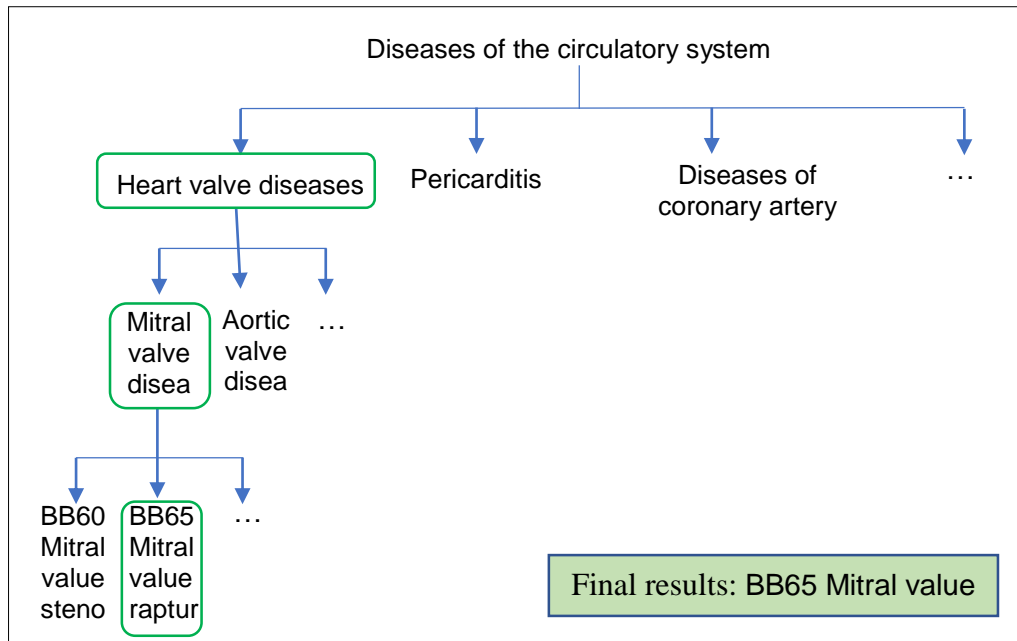 Diseases of the circulatory system
Heart valve diseases
Pericarditis
Diseases of
coronary artery
…
Mitral
valve
disea
Aortic
valve
disea
…
BB60
Mitral
value
steno
BB65
Mitral
value
raptur
…
Final results: BB65 Mitral value